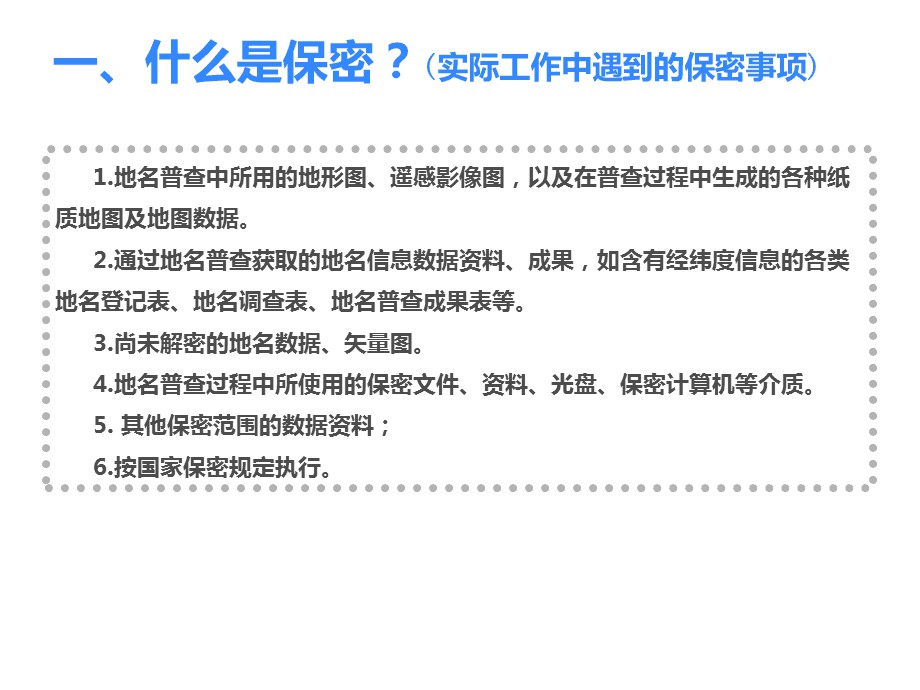 一、什么是保密？（实际工作中遇到的保密事项）
1.地名普查中所用的地形图、遥感影像图，以及在普查过程中生成的各种纸
质地图及地图数据。
2.通过地名普查获取的地名信息数据资料、成果，如含有经纬度信息的各类
地名登记表、地名调查表、地名普查成果表等。
3.尚未解密的地名数据、矢量图。
4.地名普查过程中所使用的保密文件、资料、光盘、保密计算机等介质。
5. 其他保密范围的数据资料；
6.按国家保密规定执行。